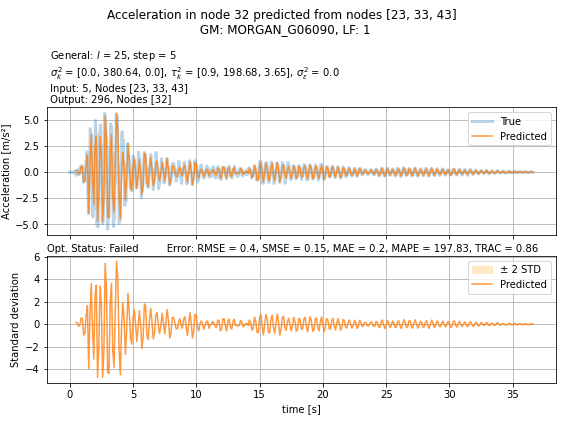 Acceleration in node 32 predicted from nodes [23, 33, 43]
GM: MORGAN_G06090, LF: 1
General: l = 25, step = 5
σ²ₖ = [0.0, 380.64, 0.0], τ²ₖ = [0.9, 198.68, 3.65], σ²ε = 0.0
Input: 5, Nodes [23, 33, 43]
Output: 296, Nodes [32]
Acceleration [m/s²]
5.0
2.5
0.0
−2.5
−5.0
True
Predicted
Opt. Status: Failed Error: RMSE = 0.4, SMSE = 0.15, MAE = 0.2, MAPE = 197.83, TRAC = 0.86
Standard deviation
6
4
2
0
−2
−4
± 2 STD
Predicted
0 5 10 15 20 25 30 35
time [s]